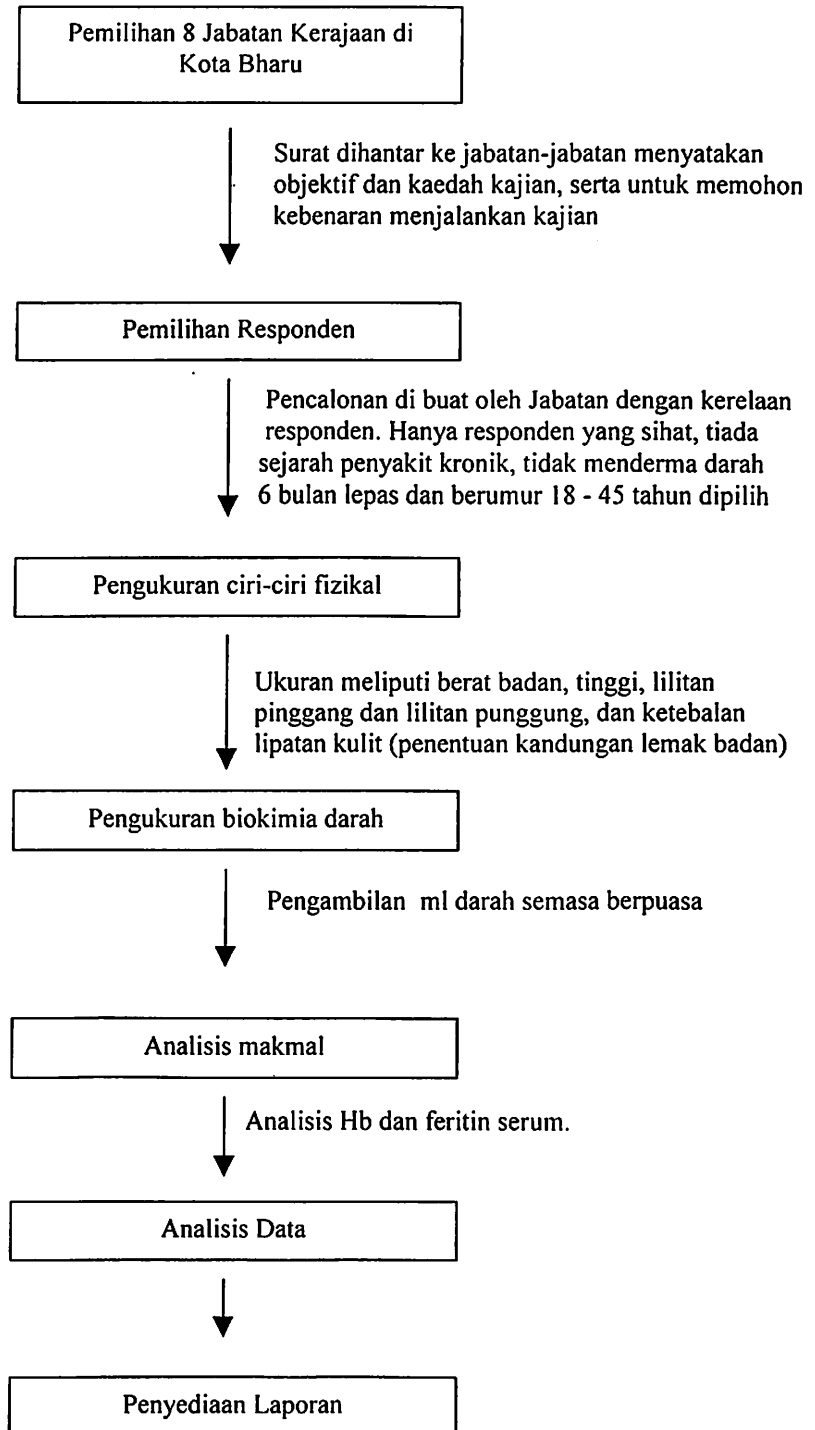 Pemilihan 8 Jabatan Kerajaan di
Kota Bharu
Surat dihantar ke jabatan-jabatan menyatakan
objektif dan kaedah kajian, serta untuk memohon
kebenaran menjalankan kajian
Pemilihan Responden
Pencalonan di buat oleh Jabatan dengan kerelaan
responden. Hanya responden yang sihat, tiada
sejarah penyakit kronik, tidak menderma darah
6 bulan lepas dan berumur 18 - 45 tahun dipilih
Pengukuran ciri-ciri fizikal
Ukuran meliputi berat badan, tinggi, lilitan
pinggang dan lilitan punggung, dan ketebalan
lipatan kulit (penentuan kandungan lemak badan)
Pengukuran biokimia darah
Pengambilan ml darah semasa berpuasa
Analisis makmal
Analisis Hb dan feritin serum.
Analisis Data
Penyediaan Laporan